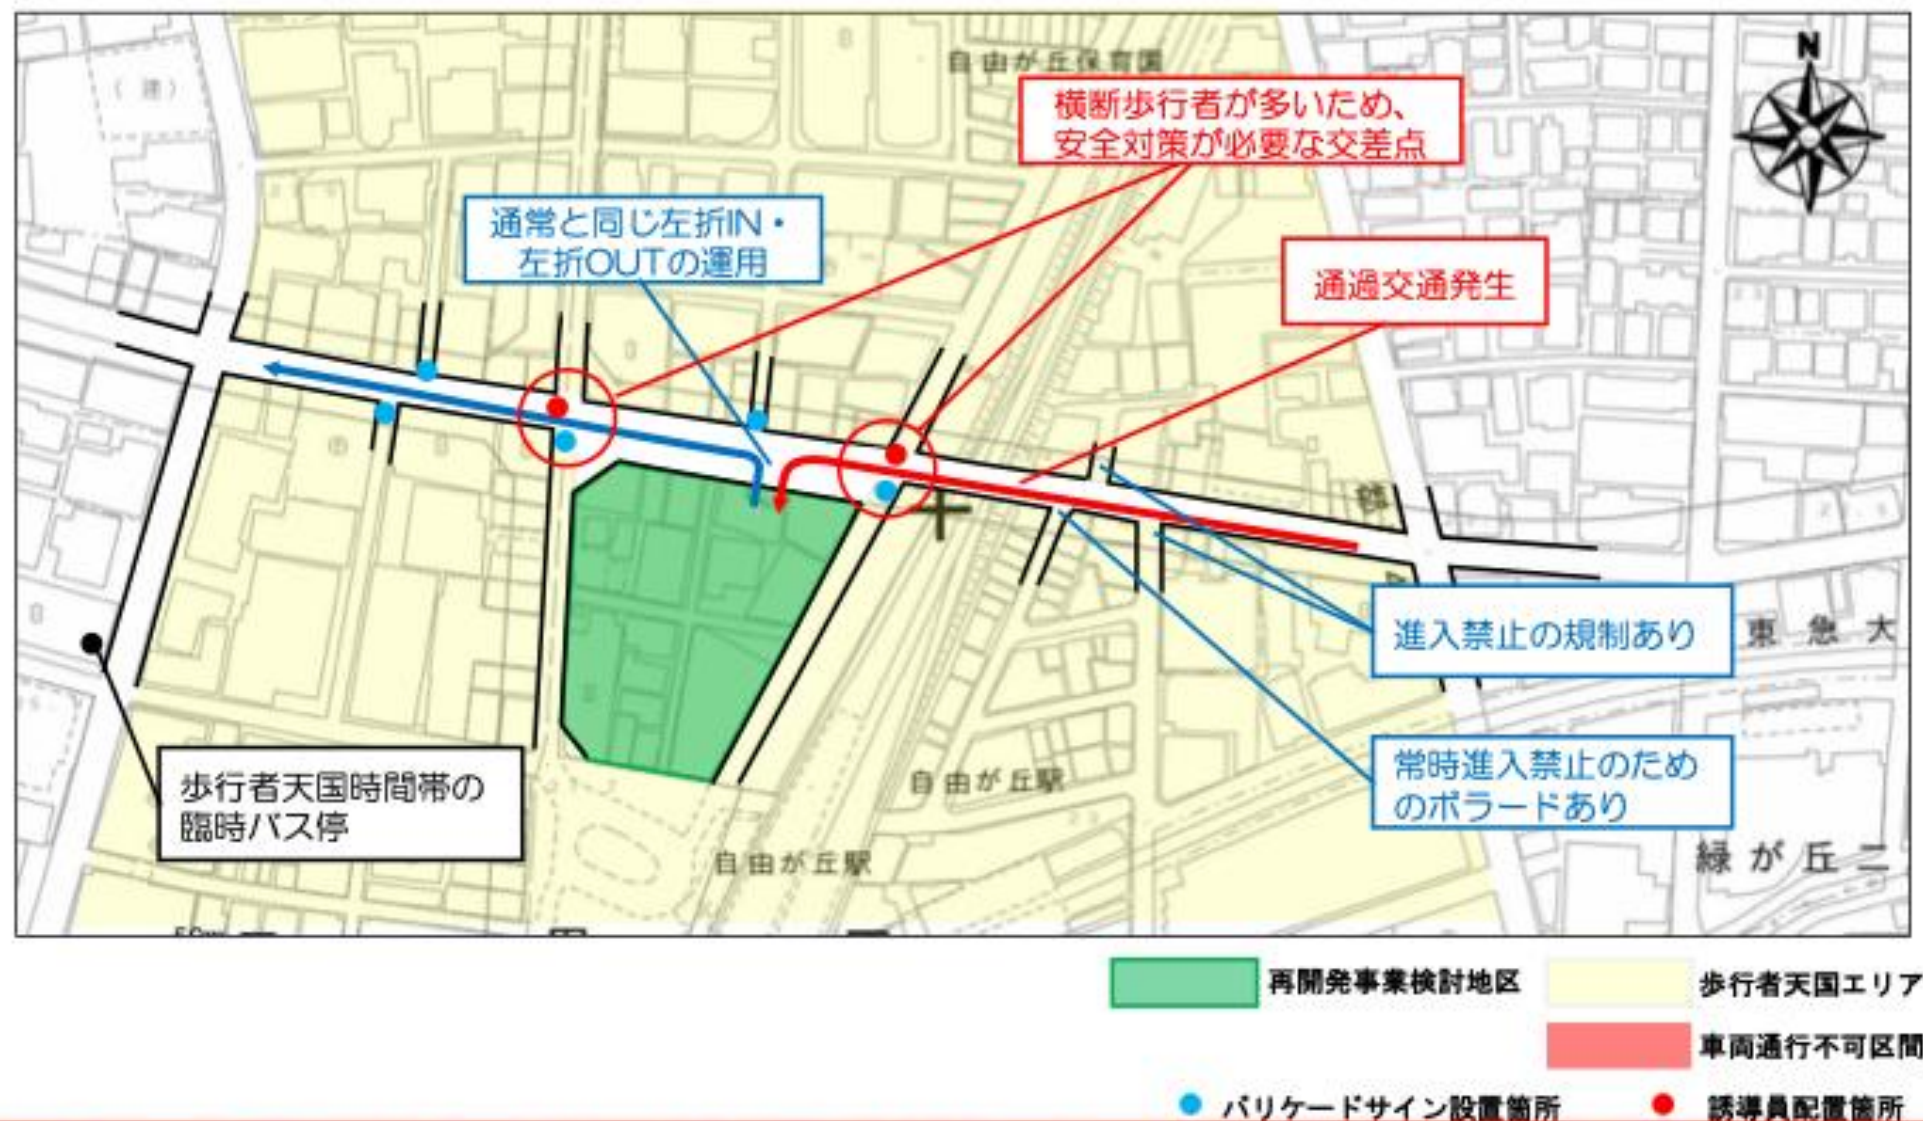 自由が丘保育園
N
(建)
横断歩行者が多いため、
安全対策が必要な交差点
通常と同じ左折IN・
左折OUTの運用
通過交通発生
進入禁止の規制あり
東急大
常時進入禁止のため
のボラードあり
歩行者天国時間帯の
臨時バス停
自由が丘駅
自由が丘駅
緑が丘二
再開発事業検討地区
歩行者天国エリア
車両通行不可区間
バリケードサイン設置箇所
誘導員配置箇所